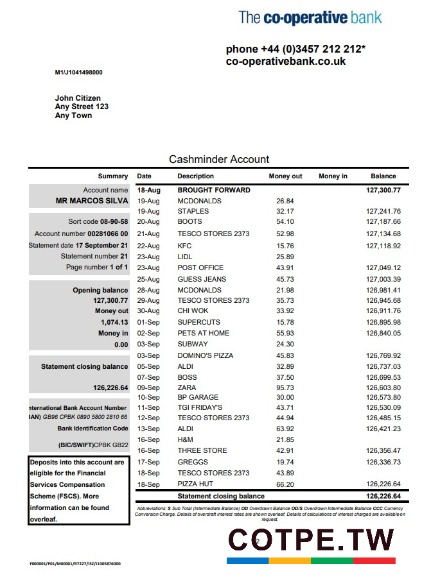 The co-operative bank
phone +44 (0)3457 212 212*
co-operativebank.co.uk
M1/J1041498000
John Citizen
Any Street 123
Any Town
Cashminder Account
Summary Date Description Money out Money in Balance
Account name 18-Aug BROUGHT FORWARD 127,300.77
MR MARCOS SILVA 19-Aug MCDONALDS 26.84
19-Aug STAPLES 32.17 127,241.76
Sort code 08-90-58 20-Aug BOOTS 54.10 127,187.66
Account number 00281066 00 21-Aug TESCO STORES 2373 52.98 127,134.68
Statement date 17 September 21 22-Aug KFC 15.76 127,118.92
Statement number 21 23-Aug LIDL 25.89
Page number 1 of 1 23-Aug POST OFFICE 43.91 127,049.12
25-Aug GUESS JEANS 45.73 127,003.39
Opening balance 28-Aug MCDONALDS 21.98 126,981.41
127,300.77 29-Aug TESCO STORES 2373 35.73 126,945.68
Money out 30-Aug CHI WOK 33.92 126,911.76
1,074.13 01-Sep SUPERCUTS 15.78 126,895.98
Money in 02-Sep PETS AT HOME 55.93 126,840.05
0.00 03-Sep SUBWAY 24.30
03-Sep DOMINO'S PIZZA 45.83 126,769.92
Statement closing balance 05-Sep ALDI 32.89 126,737.03
07-Sep BOSS 37.50 126,699.53
126,226.64 09-Sep ZARA 95.73 126,603.80
10-Sep BP GARAGE 30.00 126,573.80
nternational Bank Account Number 11-Sep TGI FRIDAY'S 43.71 126,530.09
IAN) GB96 CPBK 0890 5800 2810 66 12-Sep TESCO STORES 2373 44.94 126,485.15
Bank Identification Code 13-Sep ALDI 63.92 126,421.23
16-Sep H&M 21.85
(BIC/SWIFT)CPBK GB22 16-Sep THREE STORE 42.91 126,356.47
Deposits into this account are 17-Sep GREGGS 19.74 126,336.73
eligible for the Financial 18-Sep TESCO STORES 2373 43.89
Services Compensation 18-Sep PIZZA HUT 66.20 126,226.64
Scheme (FSCS). More Statement closing balance 126,226.64
information can be found
overleaf.
Abbreviations: S Sub Total (Intermediate Balance) OD Overdrawn Balance OD/S Overdrawn Intermediate Balance CCC Currency
Conversion Charge. Details of overdraft interest rates are shown overleaf. Details of calculations of interest charges are available on
request.
COTPE.TW